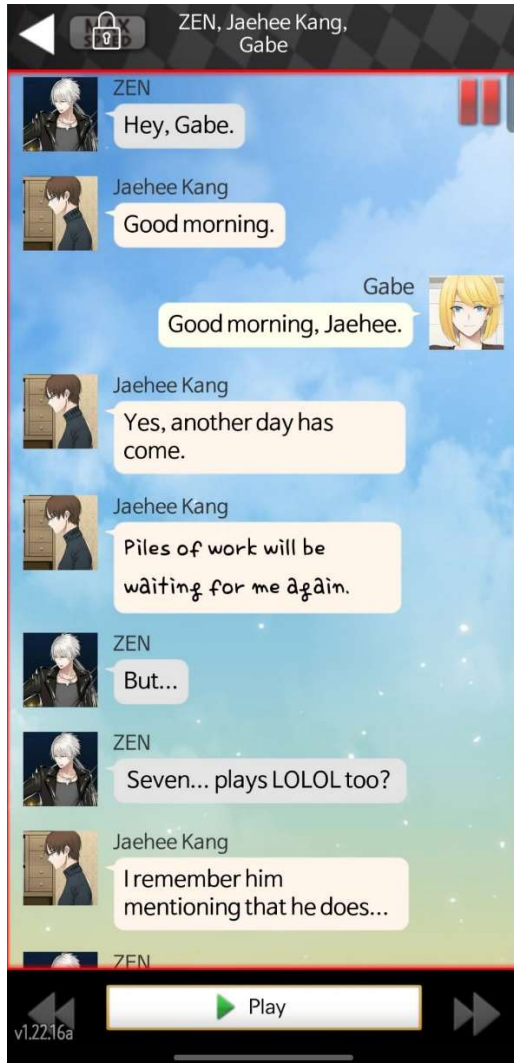 ZEN, Jaehee Kang,
Gabe
ZEN
Hey, Gabe.
Jaehee Kang
Good morning.
Gabe
Good morning, Jaehee.
Jaehee Kang
Yes, another day has
come.
Jaehee Kang
Piles of work will be
waiting for me again.
ZEN
But...
ZEN
Seven... plays LOLOL too?
Jaehee Kang
I remember him
mentioning that he does...
ZEN
Play
v1.22.16a